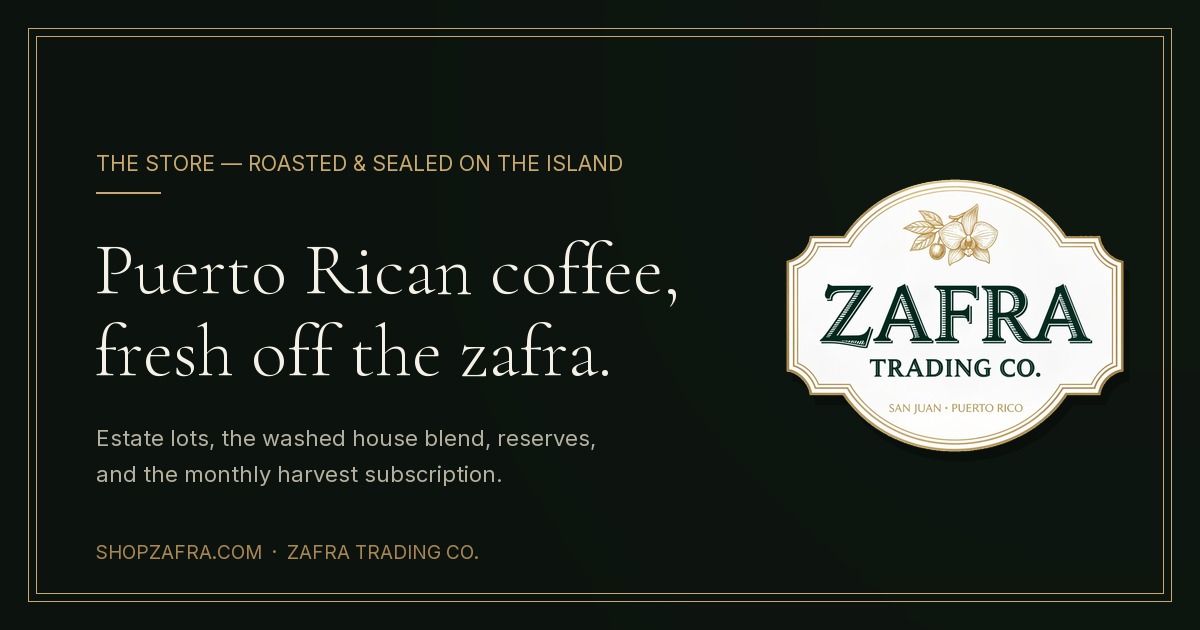 THE STORE — ROASTED & SEALED ON THE ISLAND
Puerto Rican coffee,
fresh off the zafra.
Estate lots, the washed house blend, reserves,
and the monthly harvest subscription.
SHOPZAFRA.COM · ZAFRA TRADING CO.
ZAFRA
TRADING CO.
SAN JUAN • PUERTO RICO